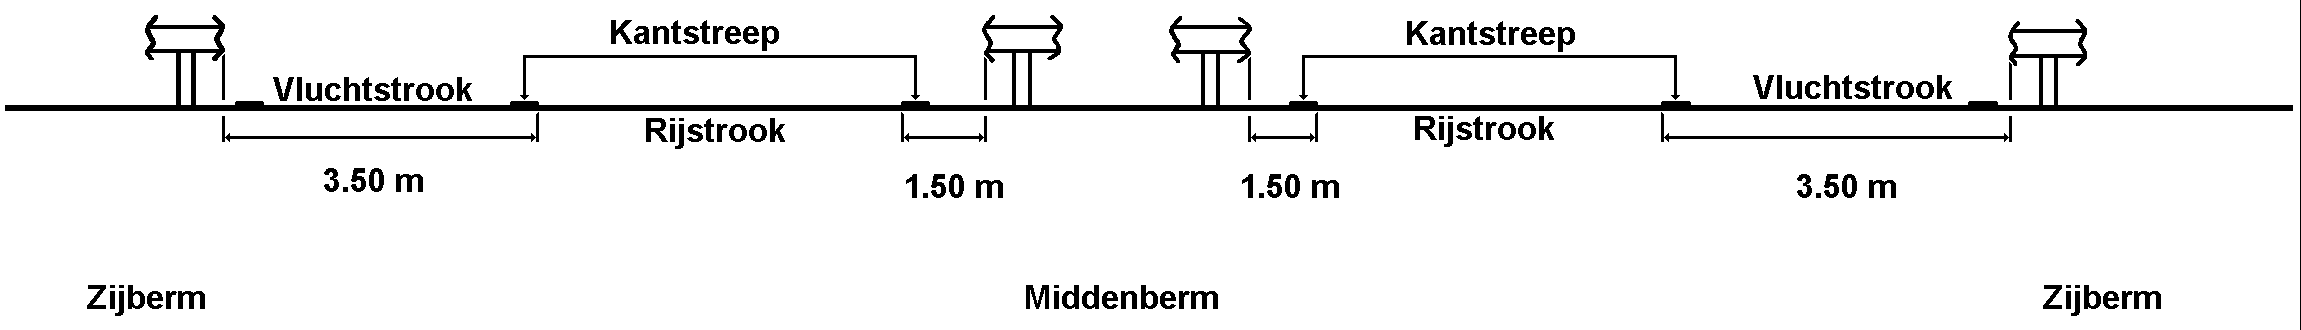 Kantstreep
Kantstreep
Vluchtstrook
Vluchtstrook
Rijstrook
Rijstrook
3.50 m
1.50 m
1.50 m
3.50 m
Zijberm
Middenberm
Zijberm